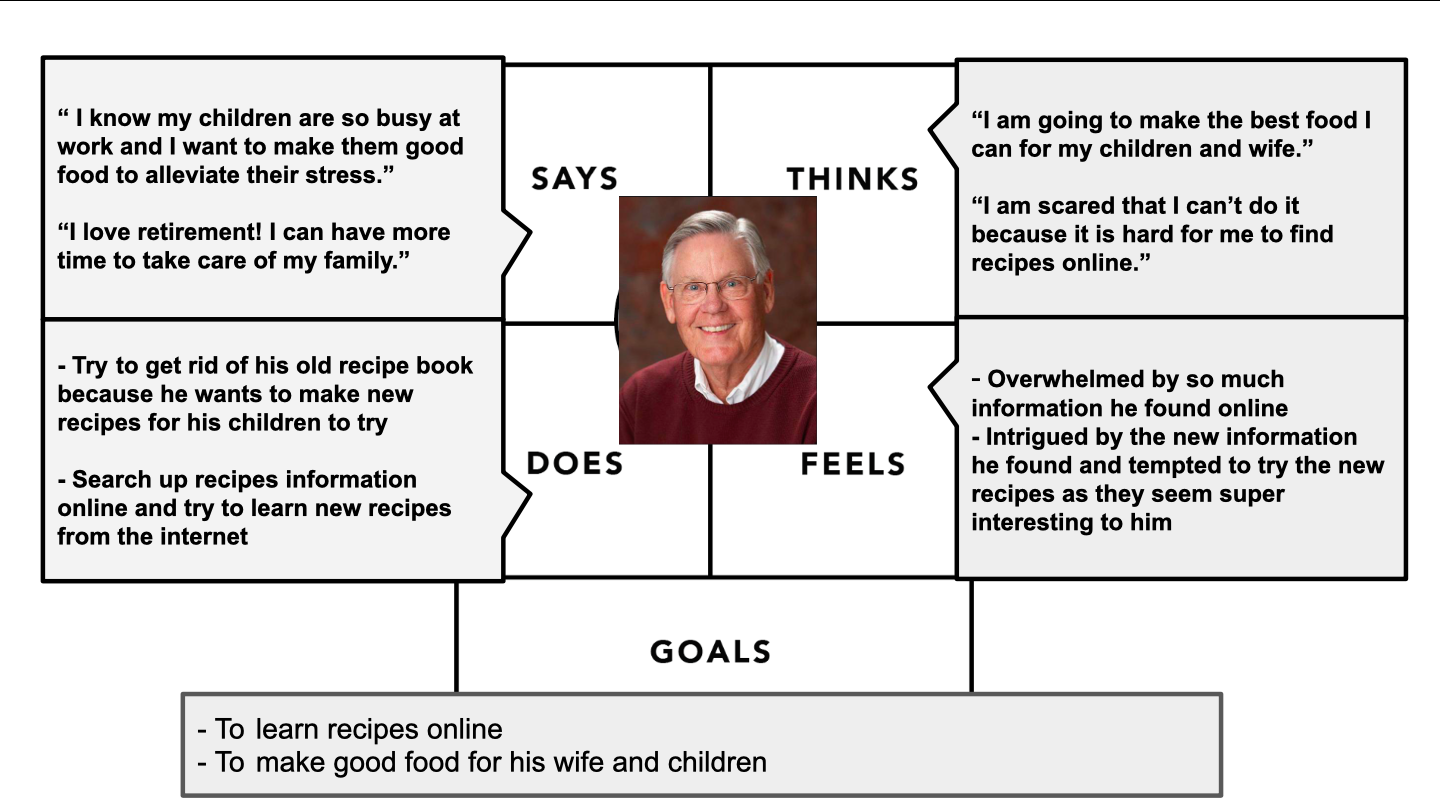 “ I know my children are so busy at
work and I want to make them good
food to alleviate their stress.”
“I love retirement! I can have more
time to take care of my family.”
SAYS
THINKS
“I am going to make the best food I
can for my children and wife.”
“I am scared that I can’t do it
because it is hard for me to find
recipes online.”
- Try to get rid of his old recipe book
because he wants to make new
recipes for his children to try
- Search up recipes information
online and try to learn new recipes
from the internet
DOES
FEELS
- Overwhelmed by so much
information he found online
- Intrigued by the new information
he found and tempted to try the new
recipes as they seem super
interesting to him
GOALS
- To learn recipes online
- To make good food for his wife and children